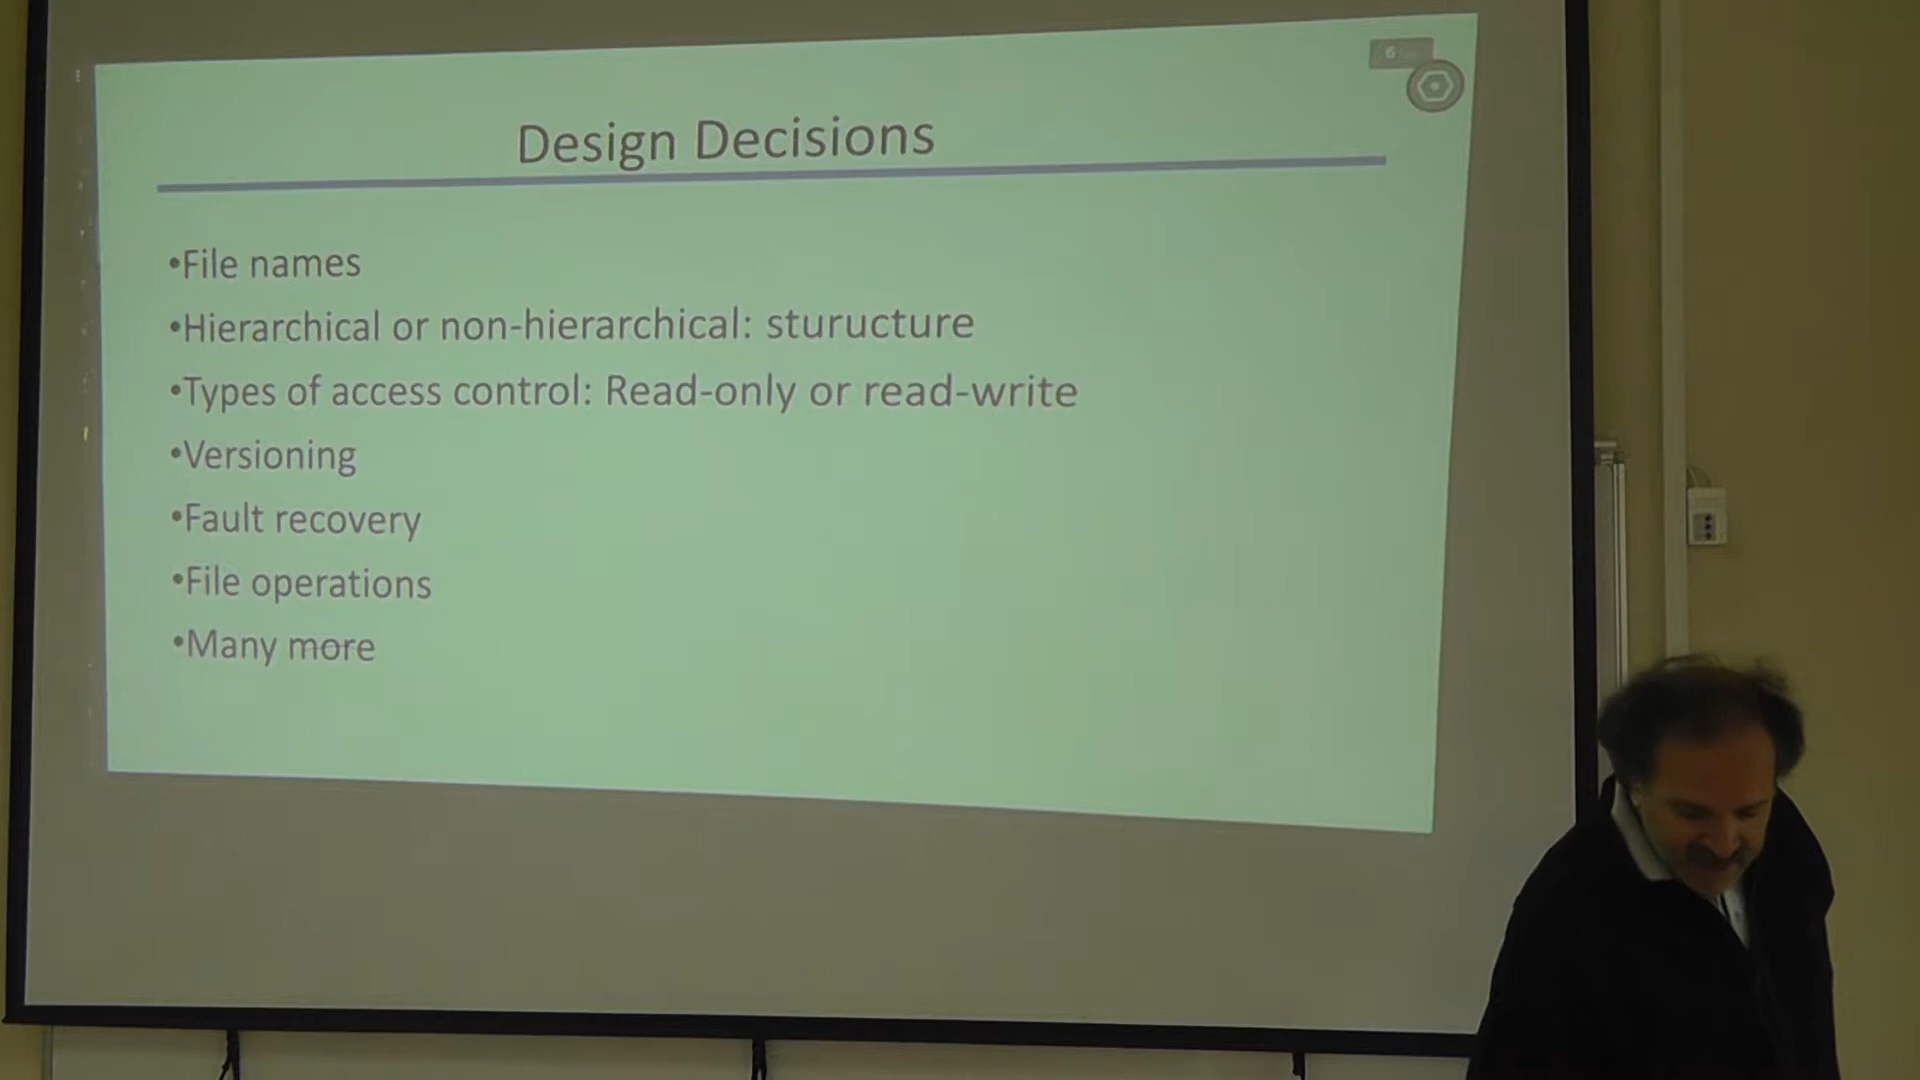 6
Design Decisions
•File names
•Hierarchical or non-hierarchical: sturucture
•Types of access control: Read-only or read-write
•Versioning
•Fault recovery
•File operations
•Many more